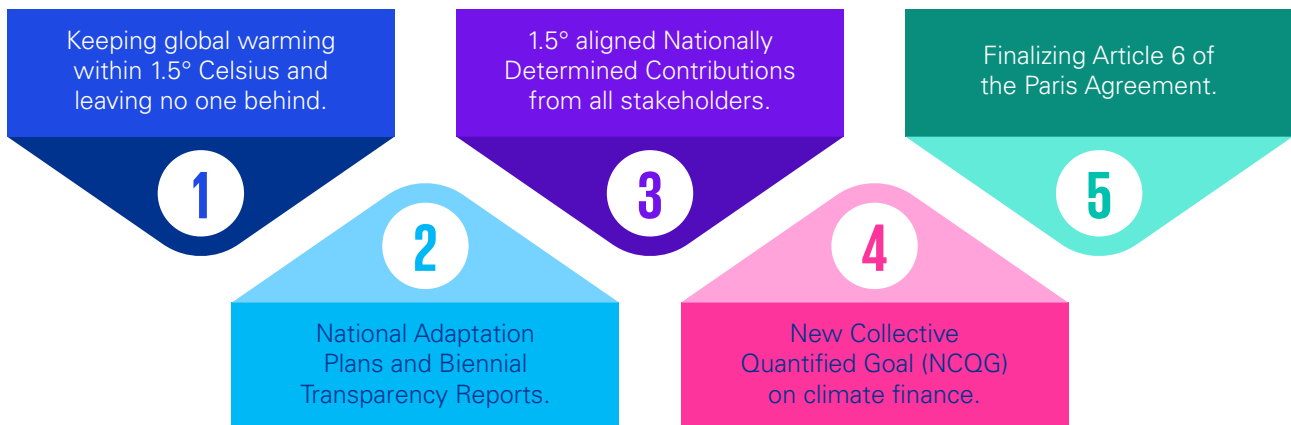 Keeping global warming
within 1.5° Celsius and
leaving no one behind.
1
National Adaptation
Plans and Biennial
Transparency Reports.
2
1.5° aligned Nationally
Determined Contributions
from all stakeholders.
3
New Collective
Quantified Goal (NCQG)
on climate finance.
4
Finalizing Article 6 of
the Paris Agreement.
5